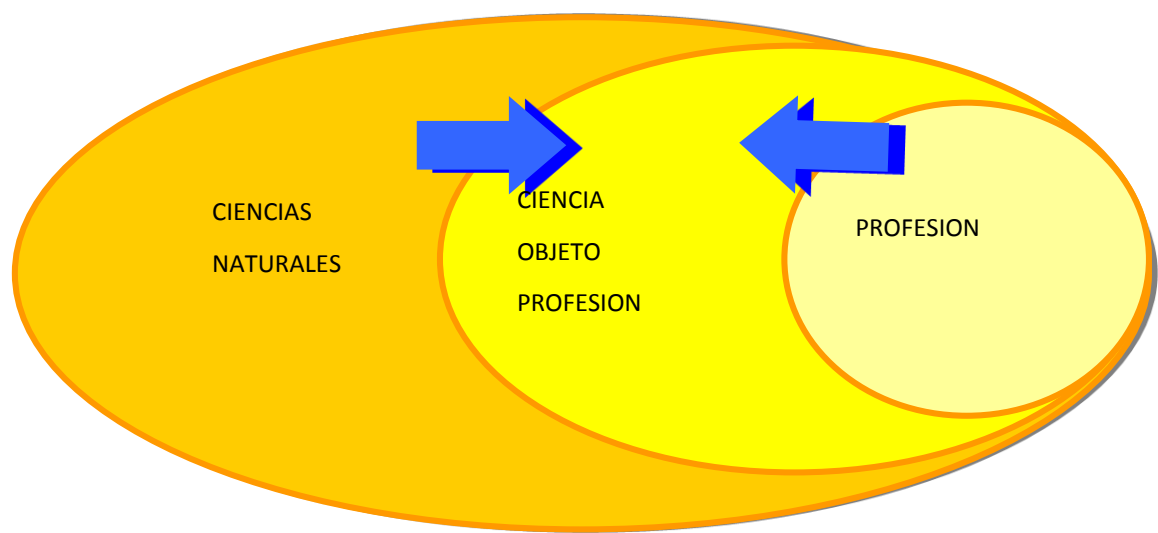 CIENCIAS
NATURALES
CIENCIA
OBJETO
PROFESION
PROFESION